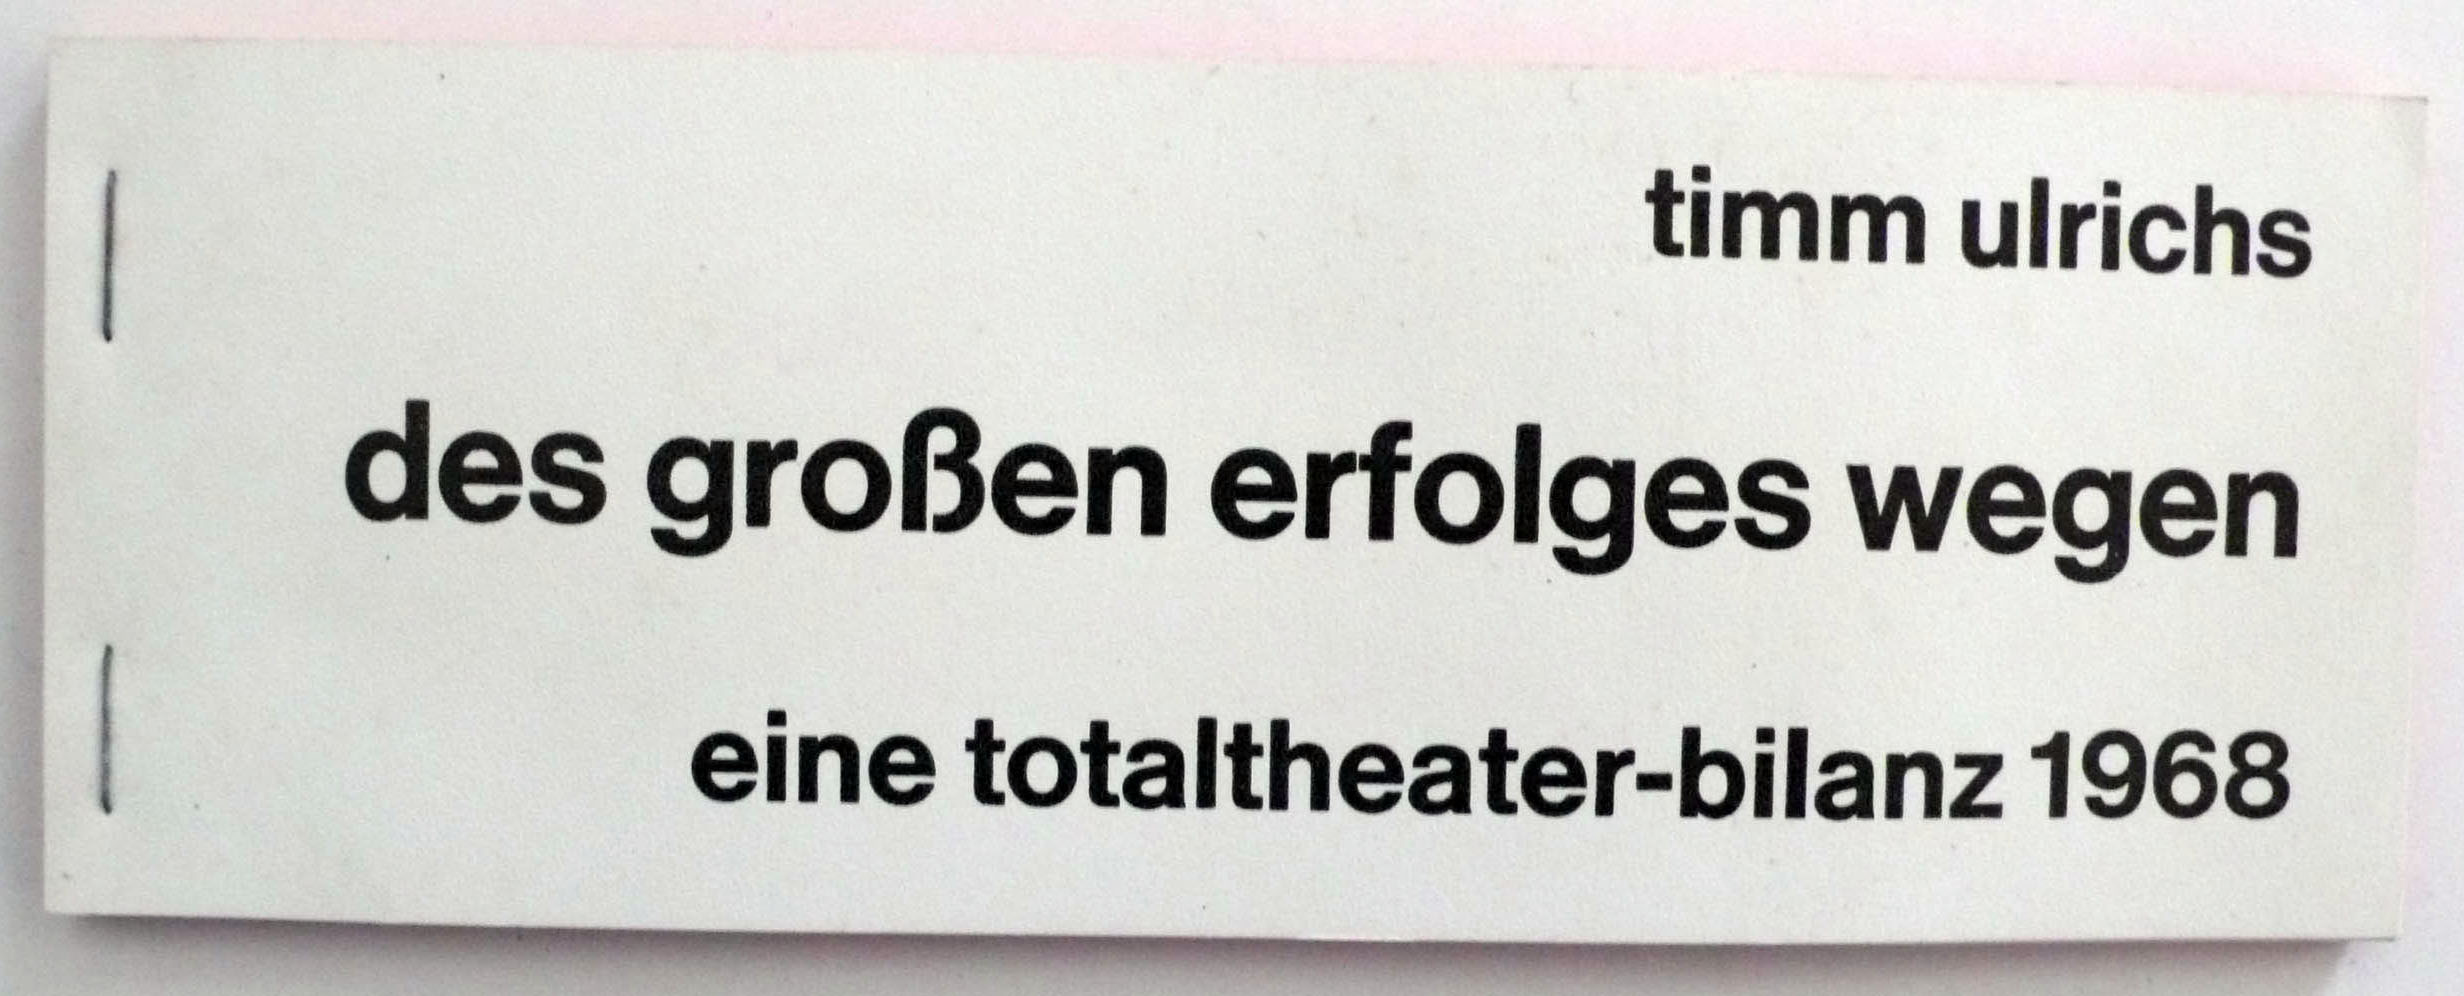 timm ulrichs
des großen erfolges wegen
eine totaltheater-bilanz 1968